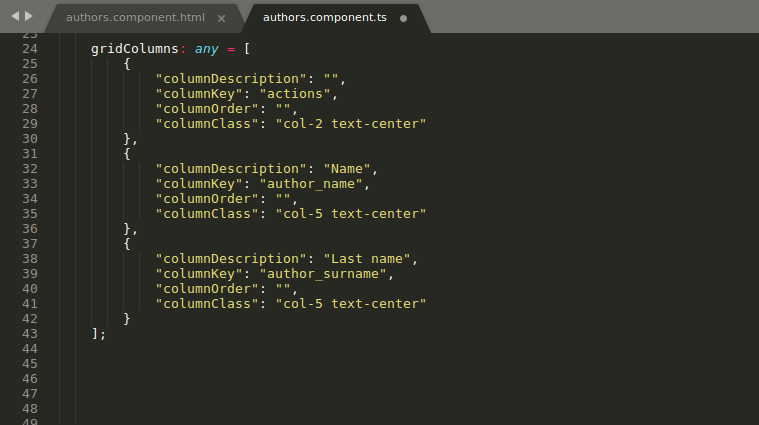 authors.component.html ×
authors.component.ts
23
24 gridColumns: any = [
25 {
26 "columnDescription": "",
27 "columnKey": "actions",
28 "columnOrder": "",
29 "columnClass": "col-2 text-center"
30 },
31 {
32 "columnDescription": "Name",
33 "columnKey": "author_name",
34 "columnOrder": "",
35 "columnClass": "col-5 text-center"
36 },
37 {
38 "columnDescription": "Last name",
39 "columnKey": "author_surname",
40 "columnOrder": "",
41 "columnClass": "col-5 text-center"
42 }
43 ];
44
45
46
47
48
49